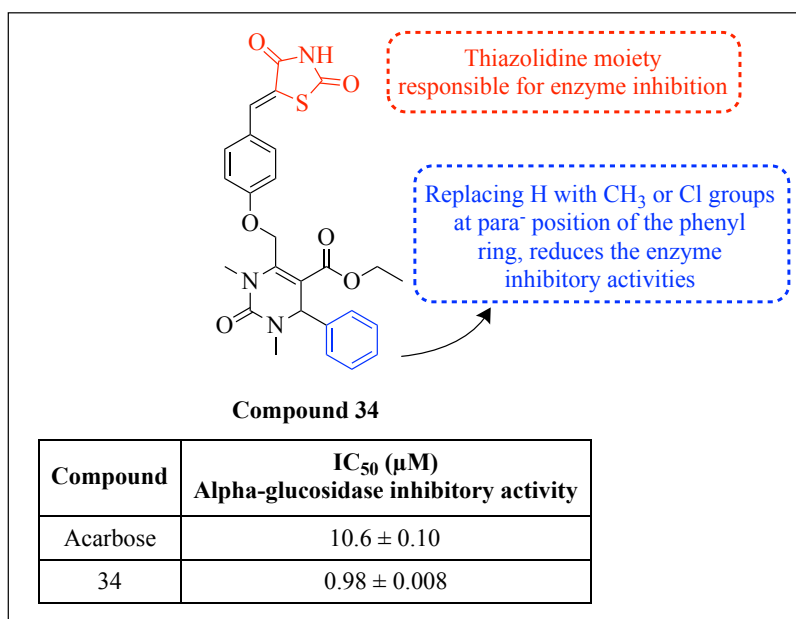 O
NH
O
S
Thiazolidine moiety
responsible for enzyme inhibition
Replacing H with CH₃ or Cl groups
at para⁻ position of the phenyl
ring, reduces the enzyme
inhibitory activities
O
O
O
N
O
N
Compound 34
Compound
IC₅₀ (µM)
Alpha-glucosidase inhibitory activity
Acarbose
10.6 ± 0.10
34
0.98 ± 0.008